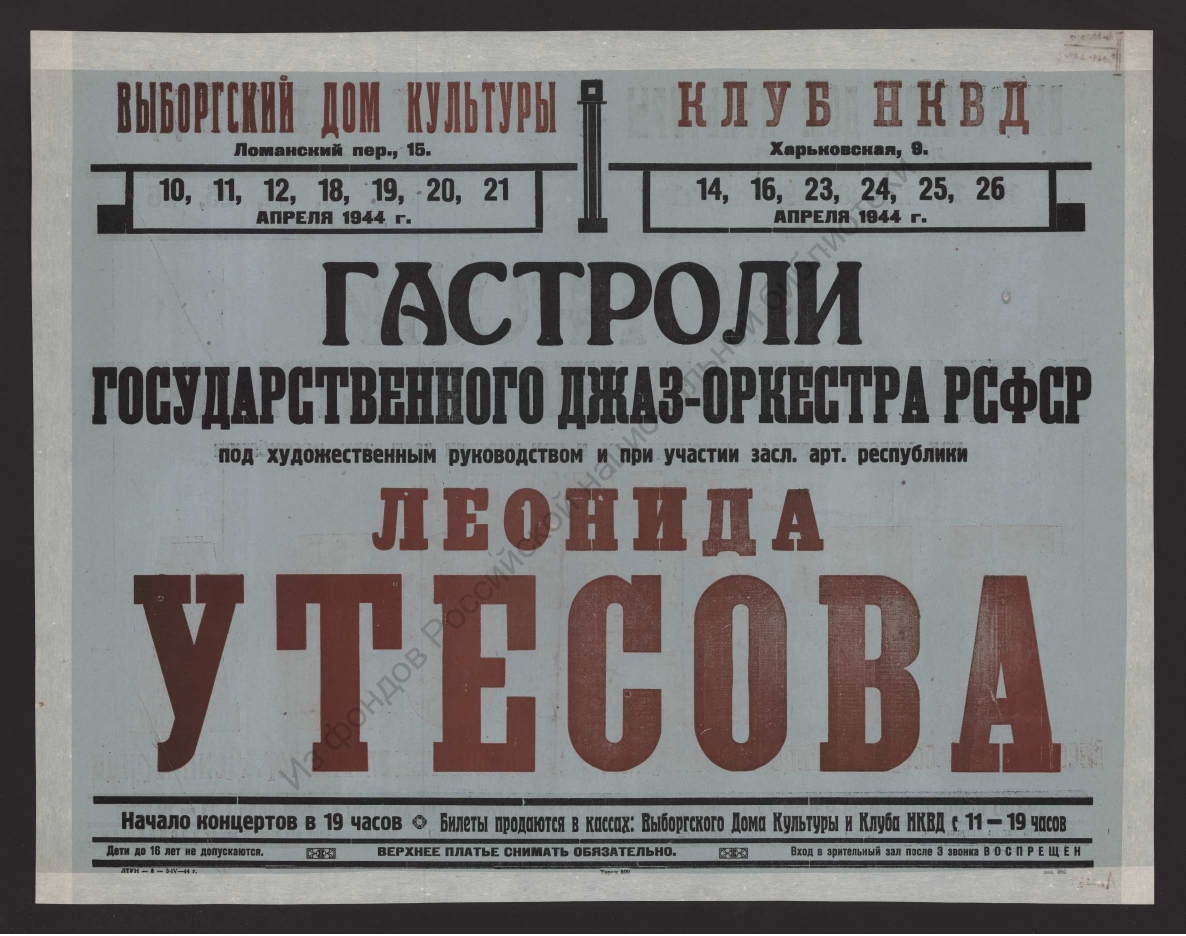 ВЫБОРГСКИЙ ДОМ КУЛЬТУРЫ
Ломанский пер., 15.
10, 11, 12, 18, 19, 20, 21
АПРЕЛЯ 1944 г.
КЛУБ НКВД
Харьковская, 9.
14, 16, 23, 24, 25, 26
АПРЕЛЯ 1944 г.
ГАСТРОЛИ
ГОСУДАРСТВЕННОГО ДЖАЗ-ОРКЕСТРА РСФСР
под художественным руководством и при участии засл. арт. республики
ЛЕОНИДА
УТЕСОВА
Начало концертов в 19 часов Билеты продаются в кассах: Выборгского Дома Культуры и Клуба НКВД с 11 — 19 часов
Дети до 16 лет не допускаются. ВЕРХНЕЕ ПЛАТЬЕ СНИМАТЬ ОБЯЗАТЕЛЬНО. Вход в зрительный зал после 3 звонка ВОСПРЕЩЕН
Тираж 800
Из фондов Российской национальной библиотеки